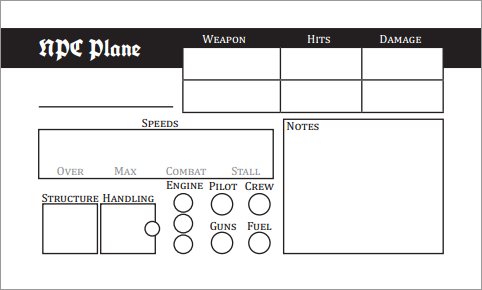 NPC Plane
Weapon Hits Damage
Speeds
Over Max Combat Stall
Notes
Structure Handling
Engine Pilot Crew
Guns Fuel